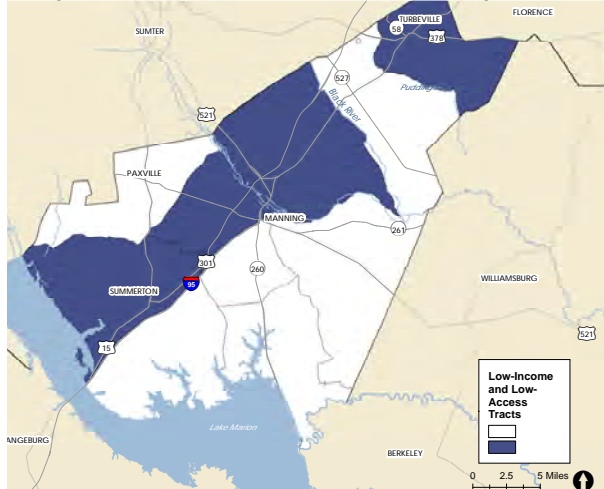 FLORENCE
TURBEVILLE
58
378
SUMTER
527
Pudding
Black River
521
PAXVILLE
MANNING
261
301
260
95
WILLIAMSBURG
SUMMERTON
521
15
Low-Income
and Low-
Access
Tracts
Lake Marion
ANGEBURG
BERKELEY
0 2.5 5 Miles